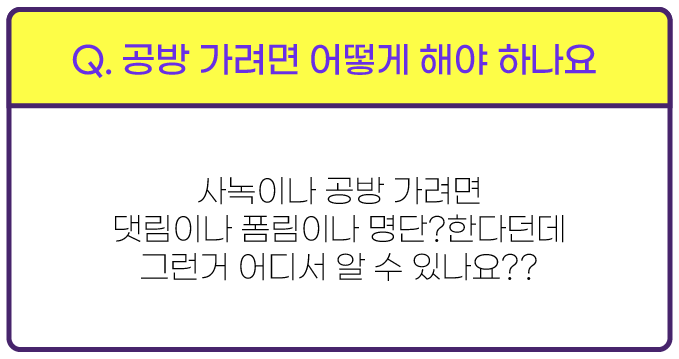 Q. 공방 가려면 어떻게 해야 하나요
사녹이나 공방 가려면
댓림이나 폼림이나 명단?한다던데
그런거 어디서 알 수 있나요??